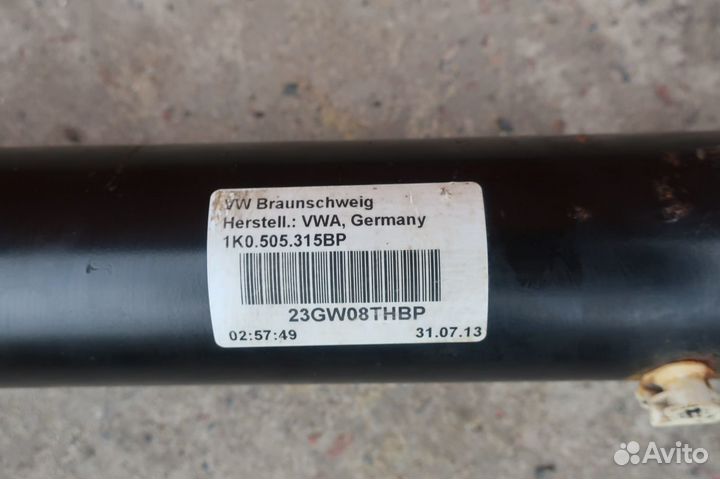 VW Braunschweig
Herstell.: VWA, Germany
1K0.505.315BP
23GW08THBP
02:57:49 31.07.13
Avito